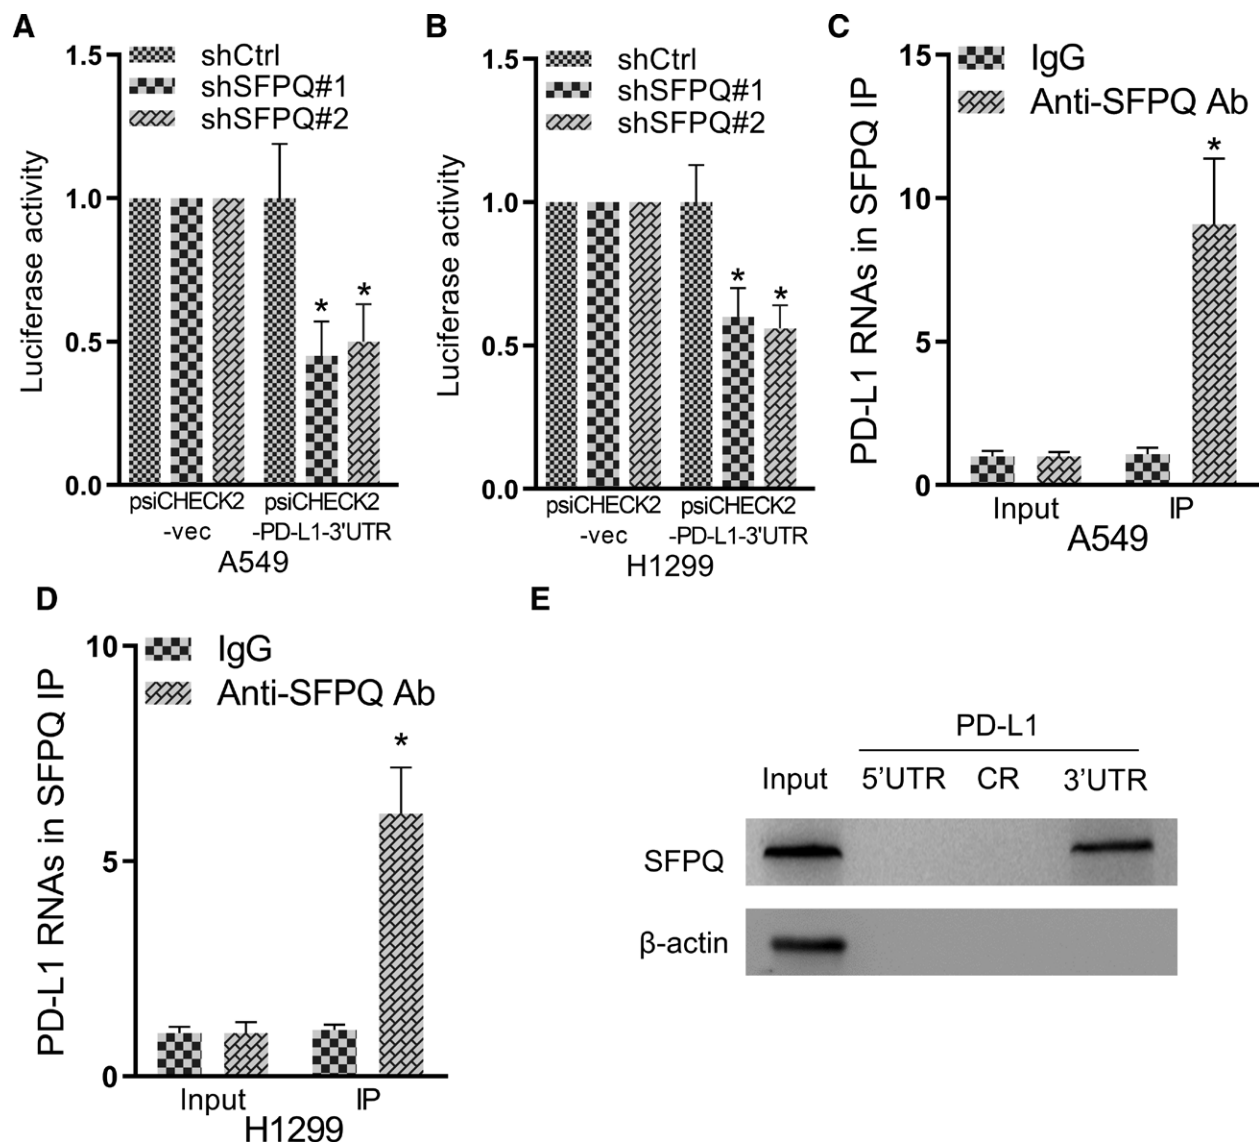 A
1.5
1.0
0.5
0.0
Luciferase activity
shCtrl
shSFPQ#1
shSFPQ#2
*
*
psiCHECK2 psiCHECK2
-vec -PD-L1-3'UTR
A549
B
1.5
1.0
0.5
0.0
Luciferase activity
shCtrl
shSFPQ#1
shSFPQ#2
*
*
psiCHECK2 psiCHECK2
-vec -PD-L1-3'UTR
H1299
C
15
10
5
0
PD-L1 RNAs in SFPQ IP
IgG
Anti-SFPQ Ab
*
Input IP
A549
D
10
5
0
PD-L1 RNAs in SFPQ IP
IgG
Anti-SFPQ Ab
*
Input IP
H1299
E
PD-L1
Input 5’UTR CR 3’UTR
SFPQ
β-actin